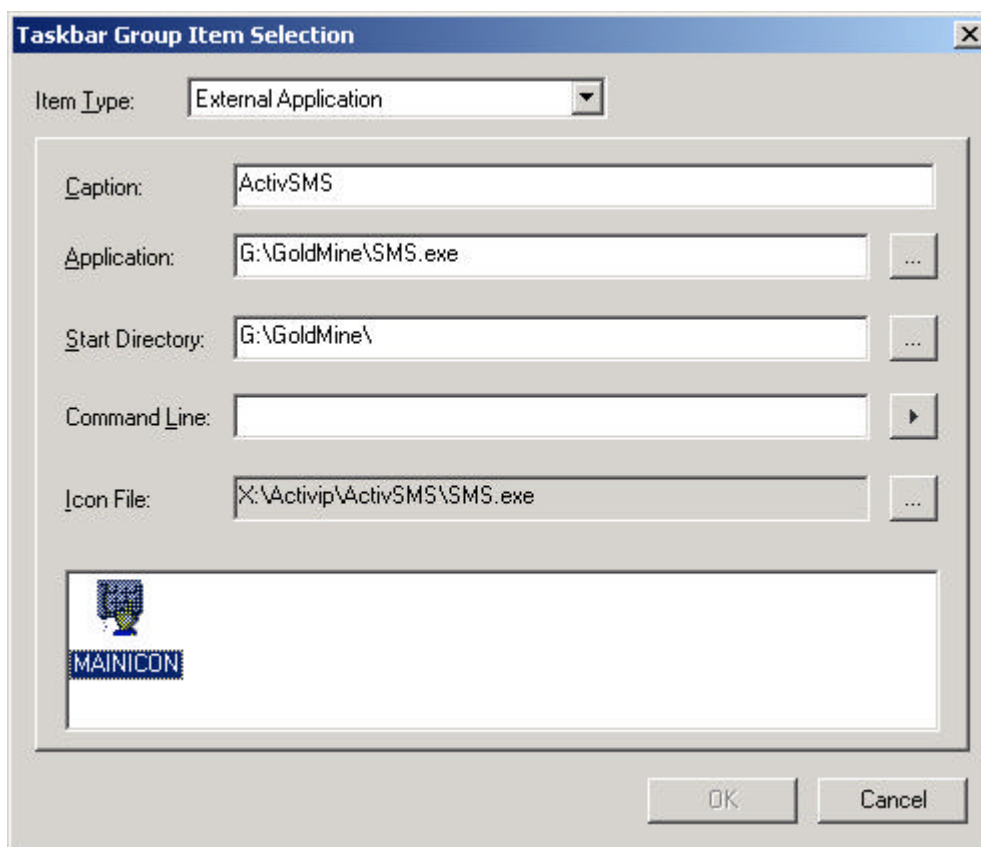 Taskbar Group Item Selection
Item Type: External Application
Caption: ActivSMS
Application: G:\GoldMine\SMS.exe ...
Start Directory: G:\GoldMine\ ...
Command Line:
Icon File: X:\Activip\ActivSMS\SMS.exe ...
MAINICON
OK Cancel